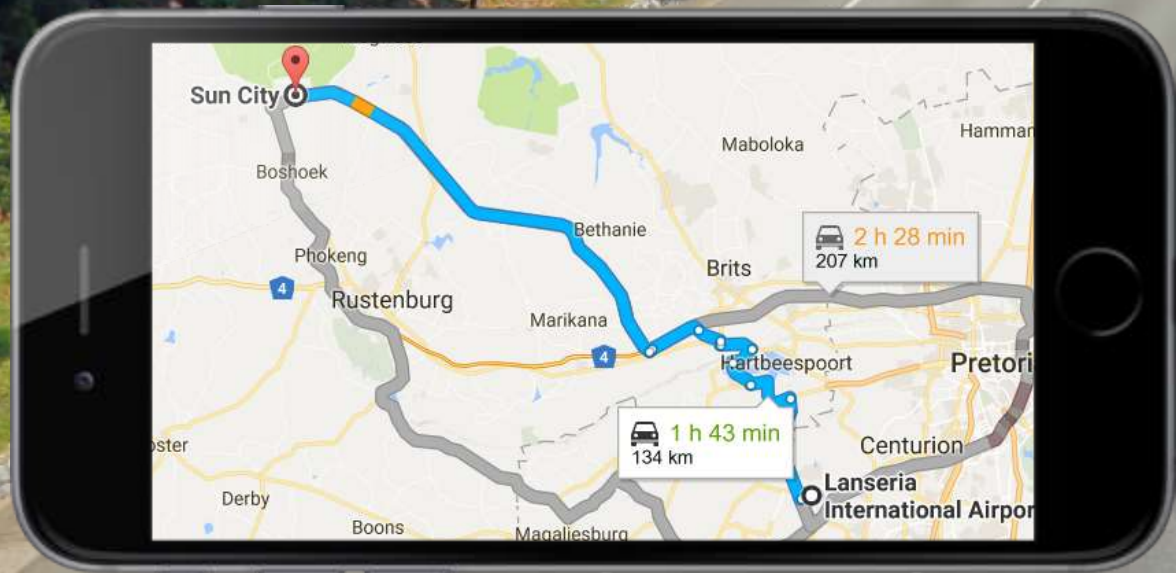 Sun City
Maboloka
Hammar
Boshoek
2 h 28 min
207 km
Bethanie
Phokeng
Brits
4
Rustenburg
Marikana
4
Hartbeespoort
Pretori
1 h 43 min
134 km
oster
Centurion
Lanseria
International Airpor
Derby
Boons
Magaliesburg